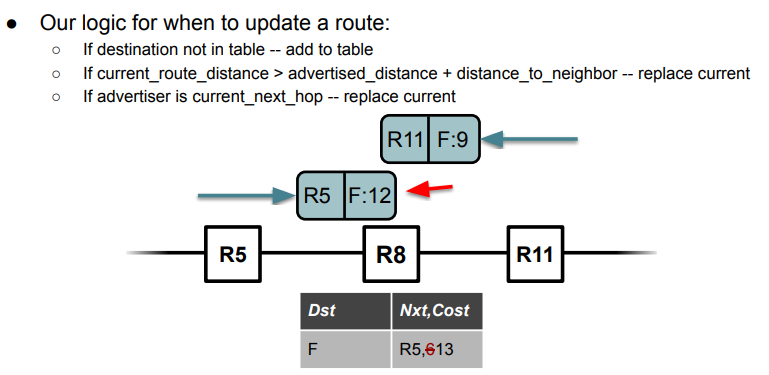 ● Our logic for when to update a route:
○ If destination not in table -- add to table
○ If current_route_distance > advertised_distance + distance_to_neighbor -- replace current
○ If advertiser is current_next_hop -- replace current
R11 F:9
R5 F:12
R5 R8 R11
Dst Nxt,Cost
F R5,613